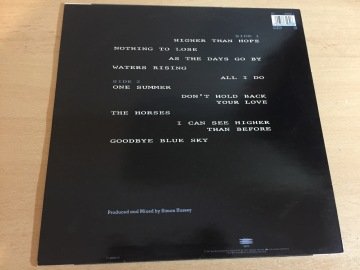 SIDE 1
HIGHER THAN HOPE
NOTHING TO LOSE
AS THE DAYS GO BY
WATERS RISING
ALL I DO
SIDE 2
ONE SUMMER
DON'T HOLD BACK
YOUR LOVE
THE HORSES
I CAN SEE HIGHER
THAN BEFORE
GOODBYE BLUE SKY
Produced and Mixed by Simon Hussey